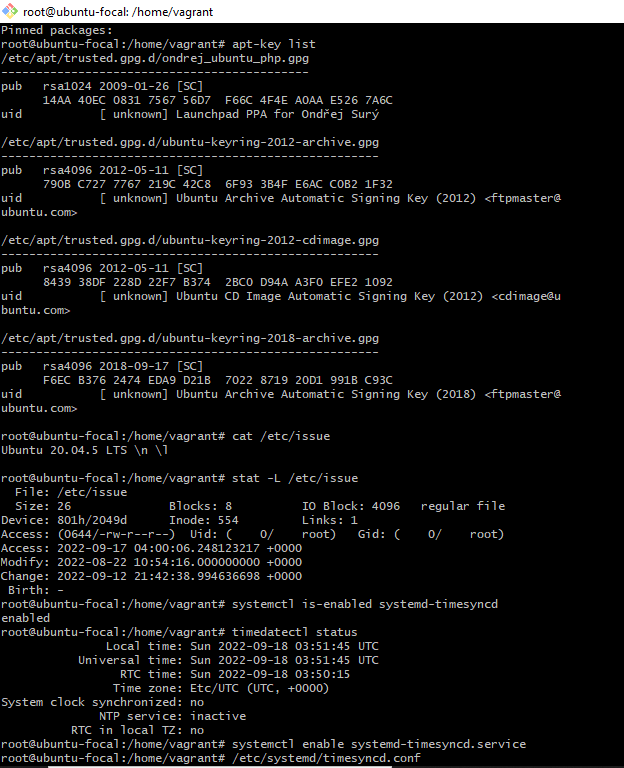 root@ubuntu-focal: /home/vagrant
Pinned packages:
root@ubuntu-focal:/home/vagrant# apt-key list
/etc/apt/trusted.gpg.d/ondrej_ubuntu_php.gpg
--------------------------------------------
pub   rsa1024 2009-01-26 [SC]
      14AA 40EC 0831 7567 56D7  F66C 4F4E A0AA E526 7A6C
uid           [ unknown] Launchpad PPA for Ondřej Surý

/etc/apt/trusted.gpg.d/ubuntu-keyring-2012-archive.gpg
------------------------------------------------------
pub   rsa4096 2012-05-11 [SC]
      790B C727 7767 219C 42C8  6F93 3B4F E6AC C0B2 1F32
uid           [ unknown] Ubuntu Archive Automatic Signing Key (2012) <ftpmaster@
ubuntu.com>

/etc/apt/trusted.gpg.d/ubuntu-keyring-2012-cdimage.gpg
------------------------------------------------------
pub   rsa4096 2012-05-11 [SC]
      8439 38DF 228D 22F7 B374  2BC0 D94A A3F0 EFE2 1092
uid           [ unknown] Ubuntu CD Image Automatic Signing Key (2012) <cdimage@u
buntu.com>

/etc/apt/trusted.gpg.d/ubuntu-keyring-2018-archive.gpg
------------------------------------------------------
pub   rsa4096 2018-09-17 [SC]
      F6EC B376 2474 EDA9 D21B  7022 8719 20D1 991B C93C
uid           [ unknown] Ubuntu Archive Automatic Signing Key (2018) <ftpmaster@
ubuntu.com>

root@ubuntu-focal:/home/vagrant# cat /etc/issue
Ubuntu 20.04.5 LTS \n \l

root@ubuntu-focal:/home/vagrant# stat -L /etc/issue
  File: /etc/issue
  Size: 26              Blocks: 8          IO Block: 4096   regular file
Device: 801h/2049d      Inode: 554         Links: 1
Access: (0644/-rw-r--r--)  Uid: (    0/    root)   Gid: (    0/    root)
Access: 2022-09-17 04:00:06.248123217 +0000
Modify: 2022-08-22 10:54:16.000000000 +0000
Change: 2022-09-12 21:42:38.994636698 +0000
 Birth: -
root@ubuntu-focal:/home/vagrant# systemctl is-enabled systemd-timesyncd
enabled
root@ubuntu-focal:/home/vagrant# timedatectl status
               Local time: Sun 2022-09-18 03:51:45 UTC
           Universal time: Sun 2022-09-18 03:51:45 UTC
                 RTC time: Sun 2022-09-18 03:50:15
                Time zone: Etc/UTC (UTC, +0000)
System clock synchronized: no
              NTP service: inactive
          RTC in local TZ: no
root@ubuntu-focal:/home/vagrant# systemctl enable systemd-timesyncd.service
root@ubuntu-focal:/home/vagrant# /etc/systemd/timesyncd.conf